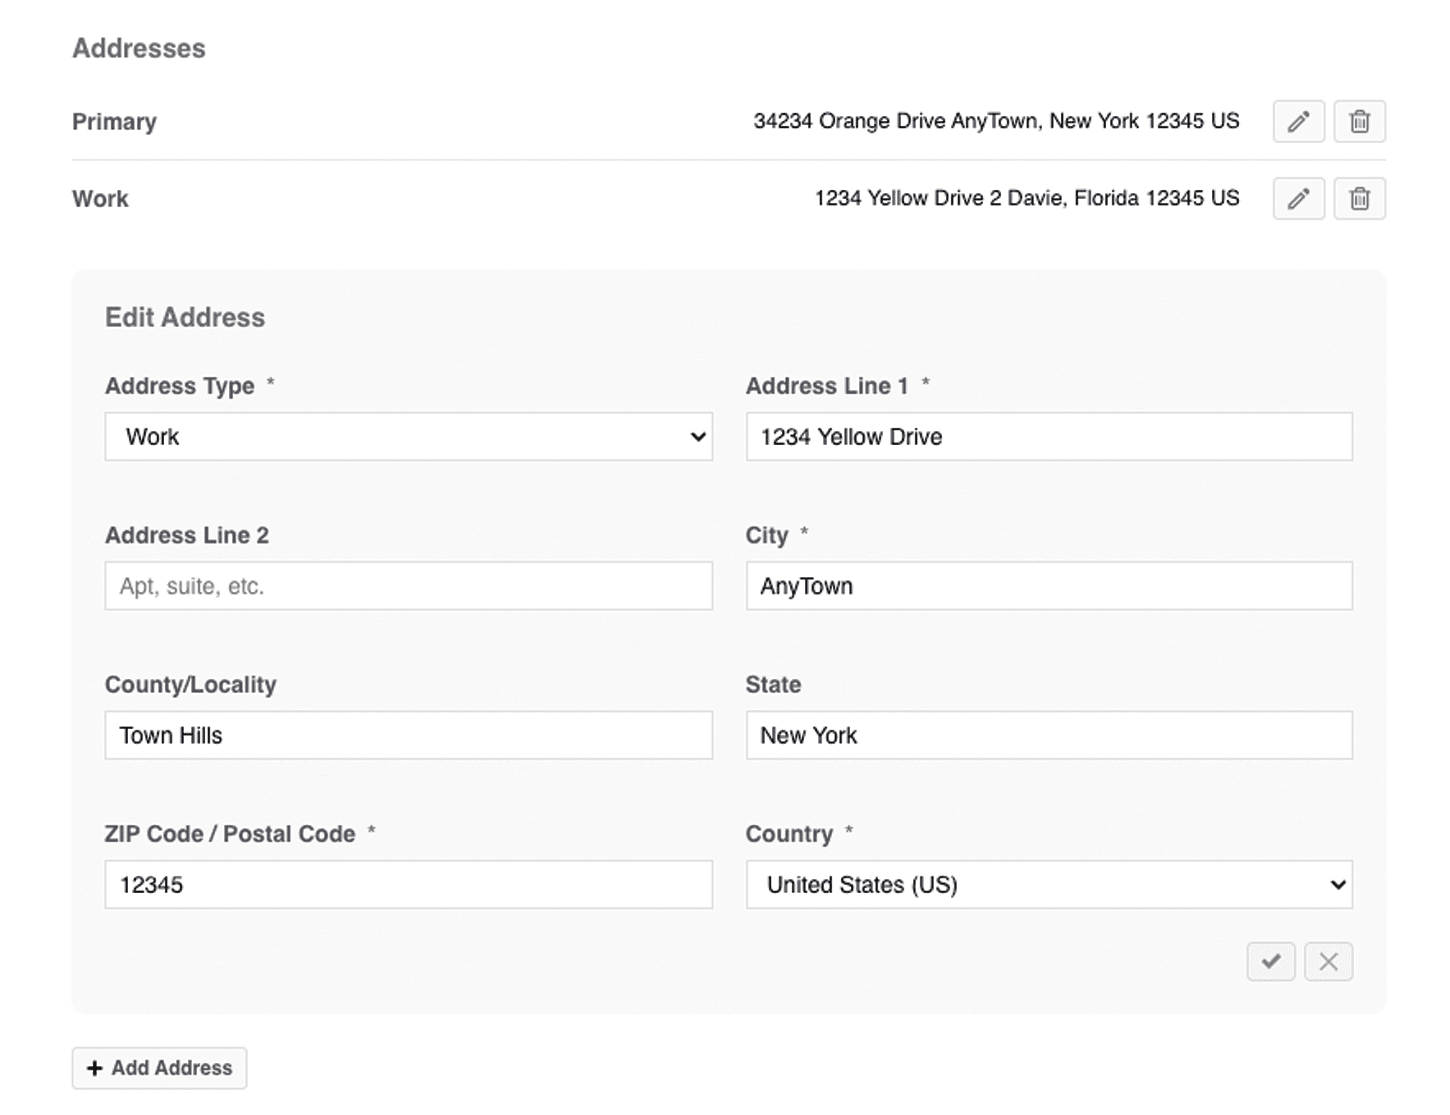 Addresses
Primary
34234 Orange Drive AnyTown, New York 12345 US
Work
1234 Yellow Drive 2 Davie, Florida 12345 US
Edit Address
Address Type *
Work
Address Line 1 *
1234 Yellow Drive
Address Line 2
Apt, suite, etc.
City *
AnyTown
County/Locality
Town Hills
State
New York
ZIP Code / Postal Code *
12345
Country *
United States (US)
+ Add Address